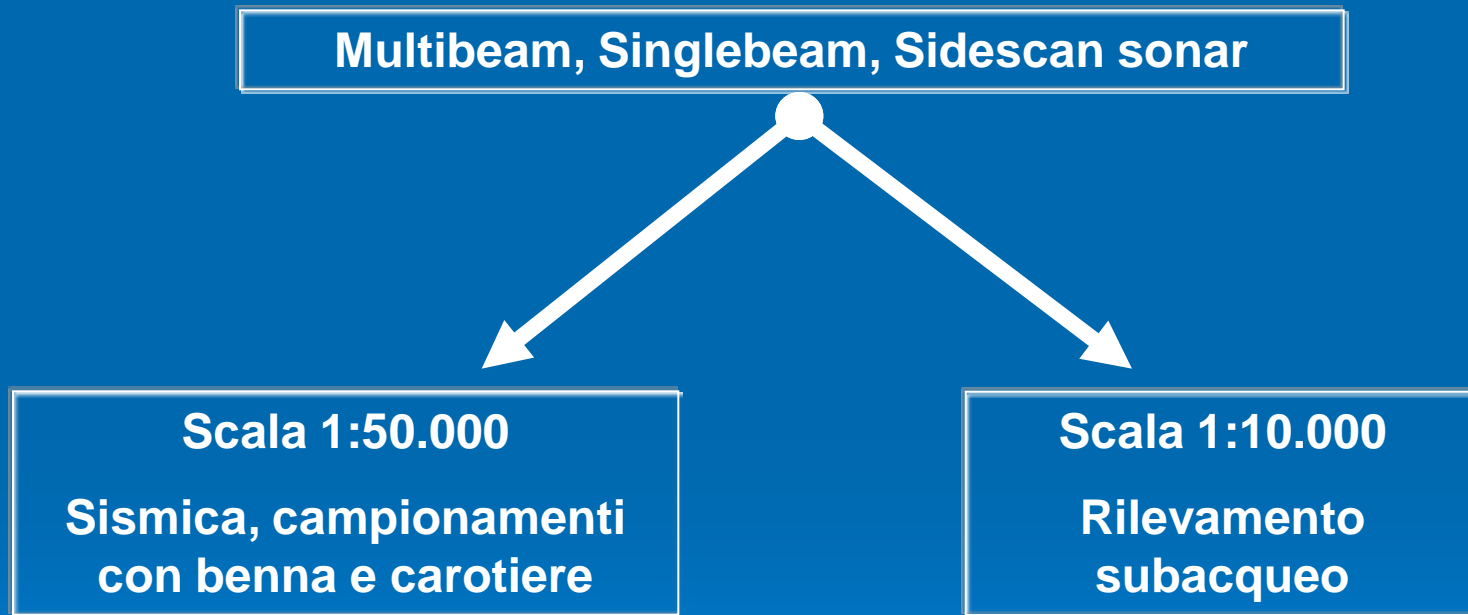 Multibeam, Singlebeam, Sidescan sonar
Scala 1:50.000
Sismica, campionamenti
con benna e carotiere
Scala 1:10.000
Rilevamento
subacqueo